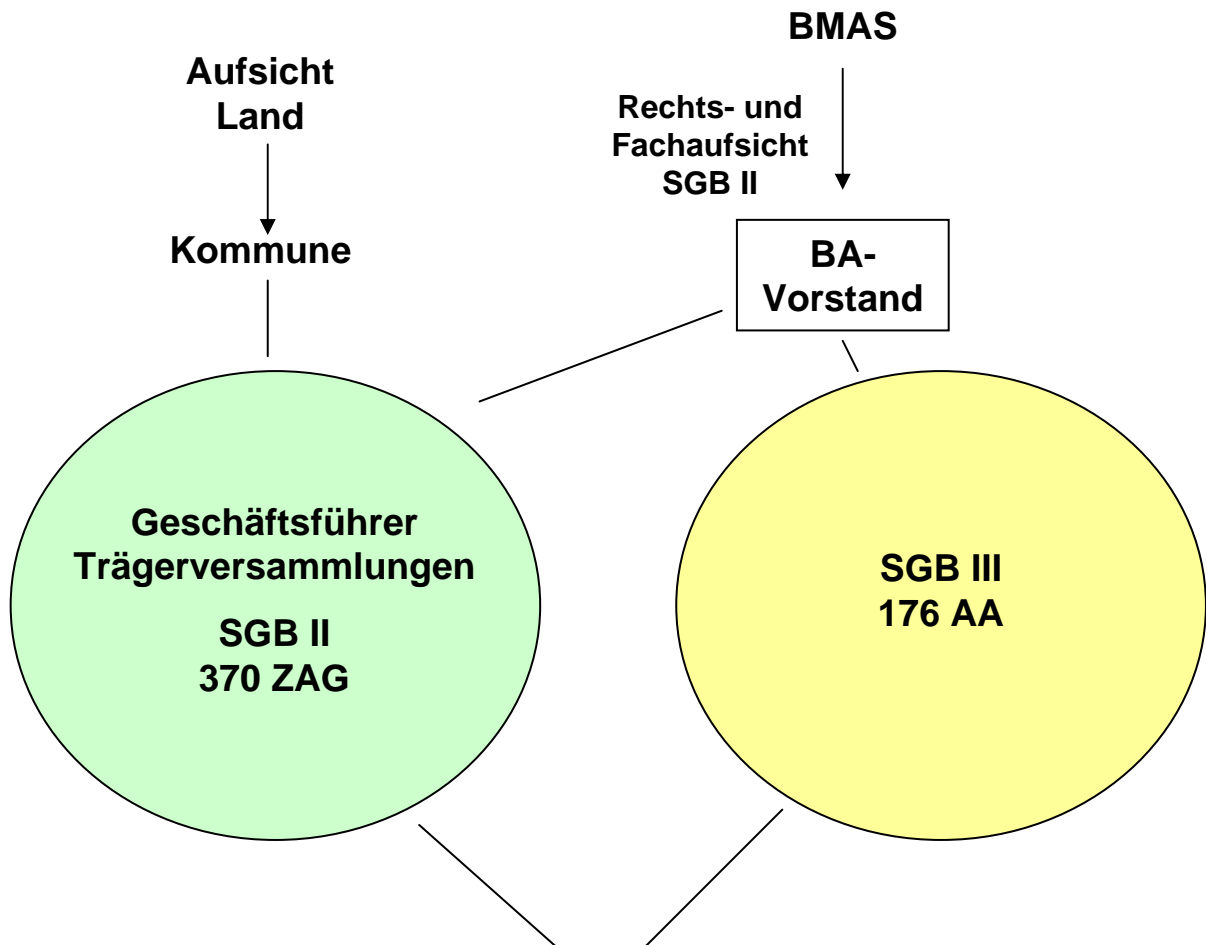 BMAS
Aufsicht
Land
Rechts- und
Fachaufsicht
SGB II
Kommune
BA-
Vorstand
Geschäftsführer
Trägerversammlungen
SGB II
370 ZAG
SGB III
176 AA